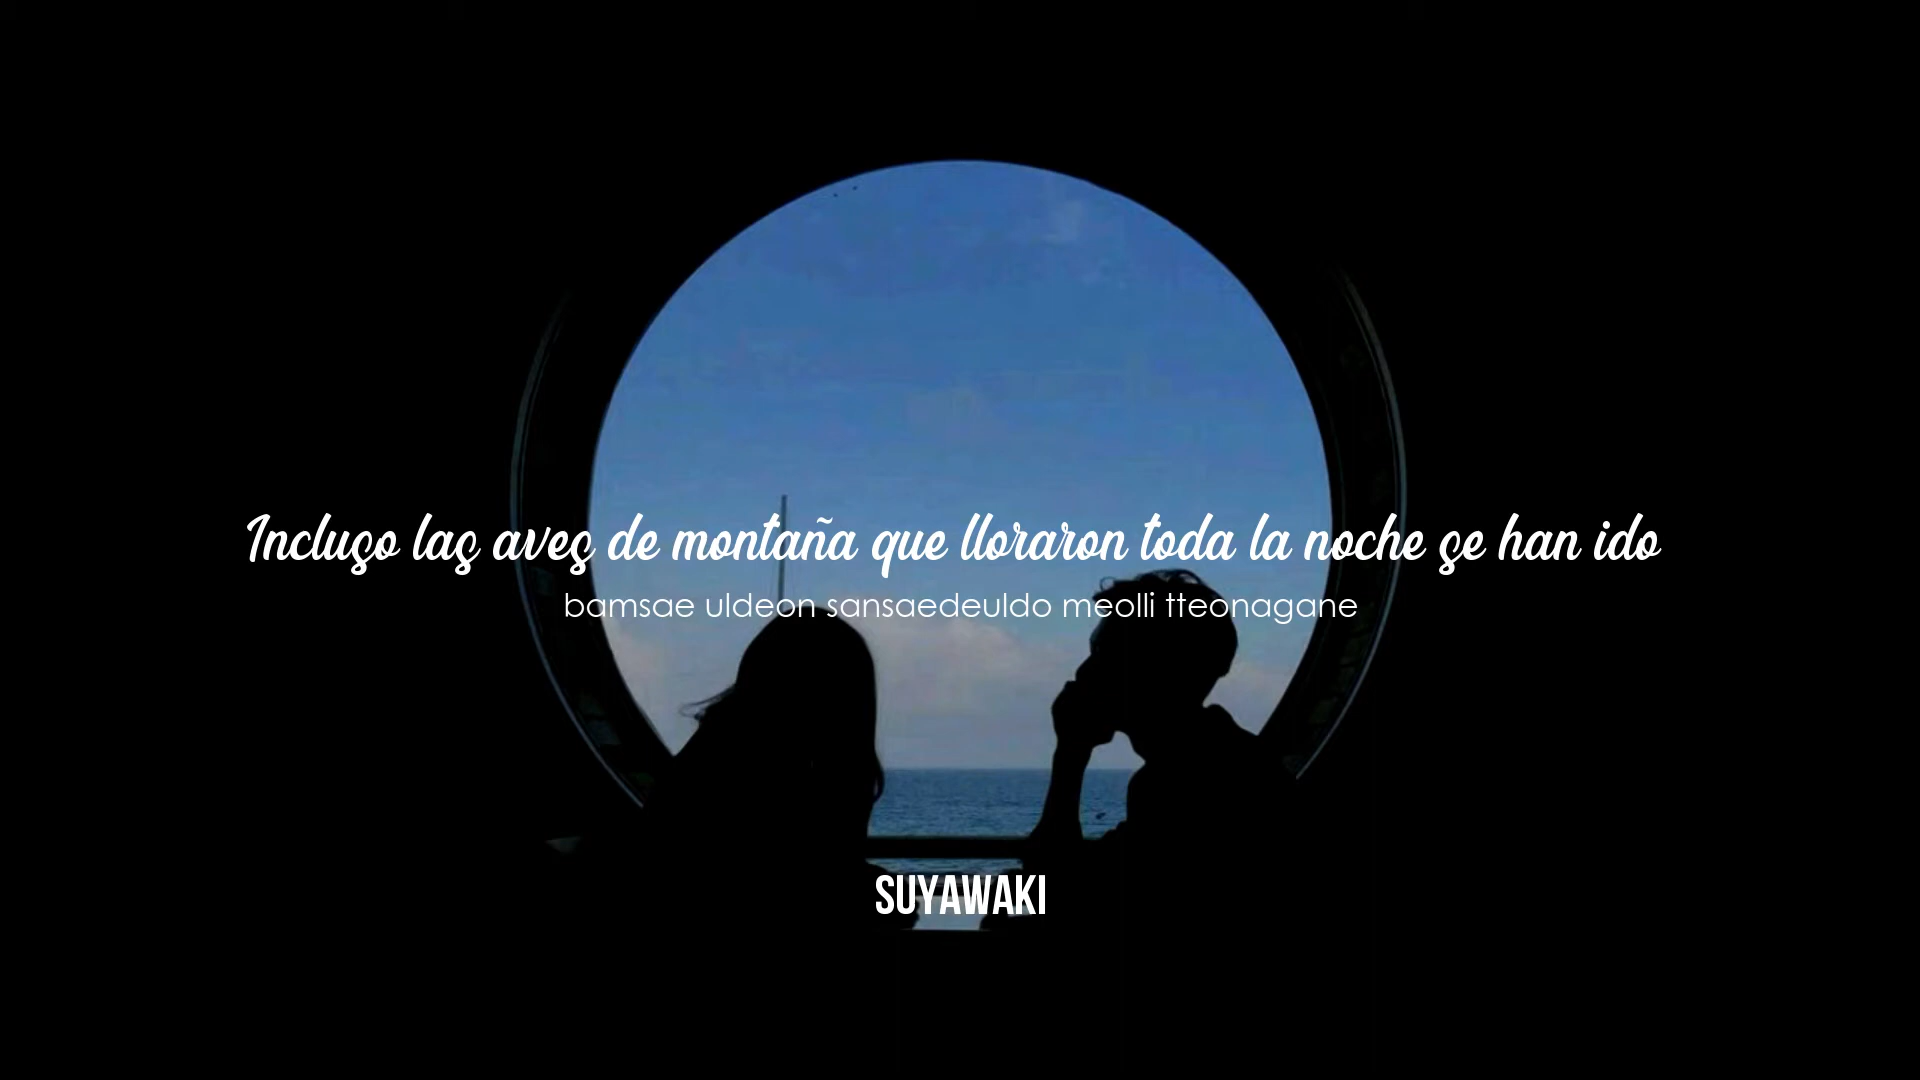 Incluso las aves de montaña que lloraron toda la noche se han ido
bamsae uldeon sansaedeuldo meolli tteonagane
SUYAWAKI